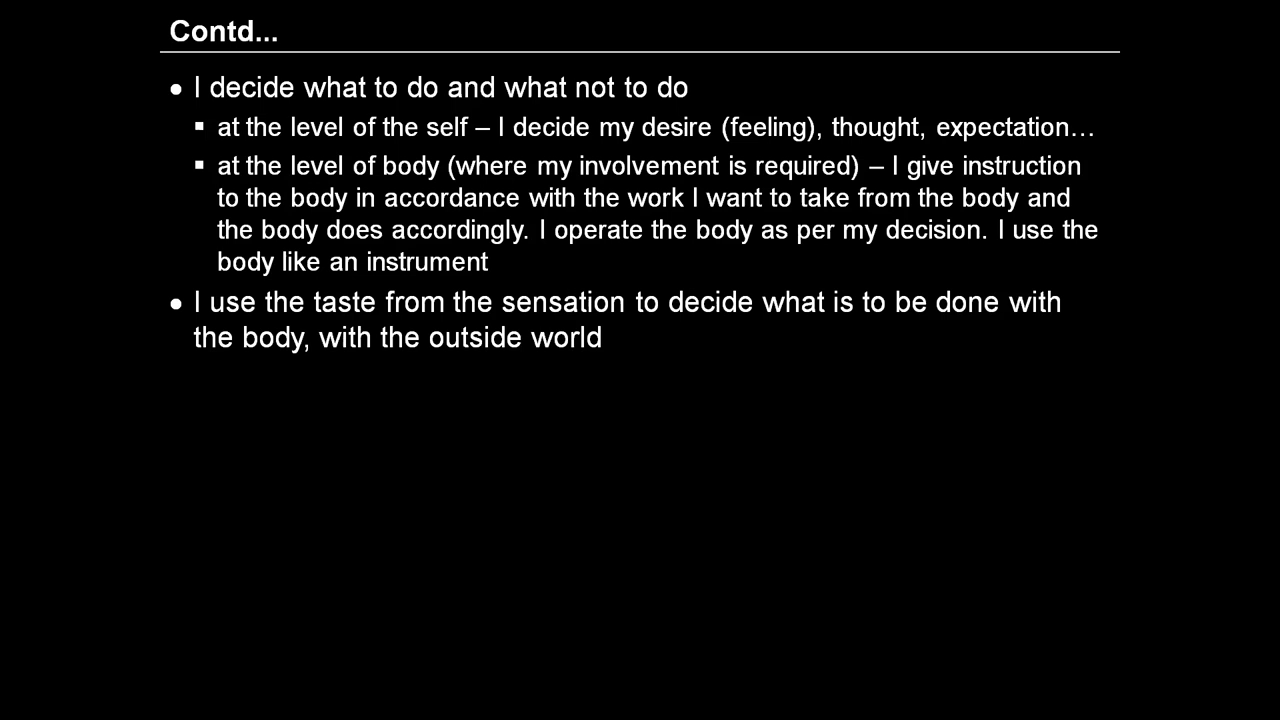 Contd...
● I decide what to do and what not to do
▪ at the level of the self – I decide my desire (feeling), thought, expectation…
▪ at the level of body (where my involvement is required) – I give instruction
to the body in accordance with the work I want to take from the body and
the body does accordingly. I operate the body as per my decision. I use the
body like an instrument
● I use the taste from the sensation to decide what is to be done with
the body, with the outside world